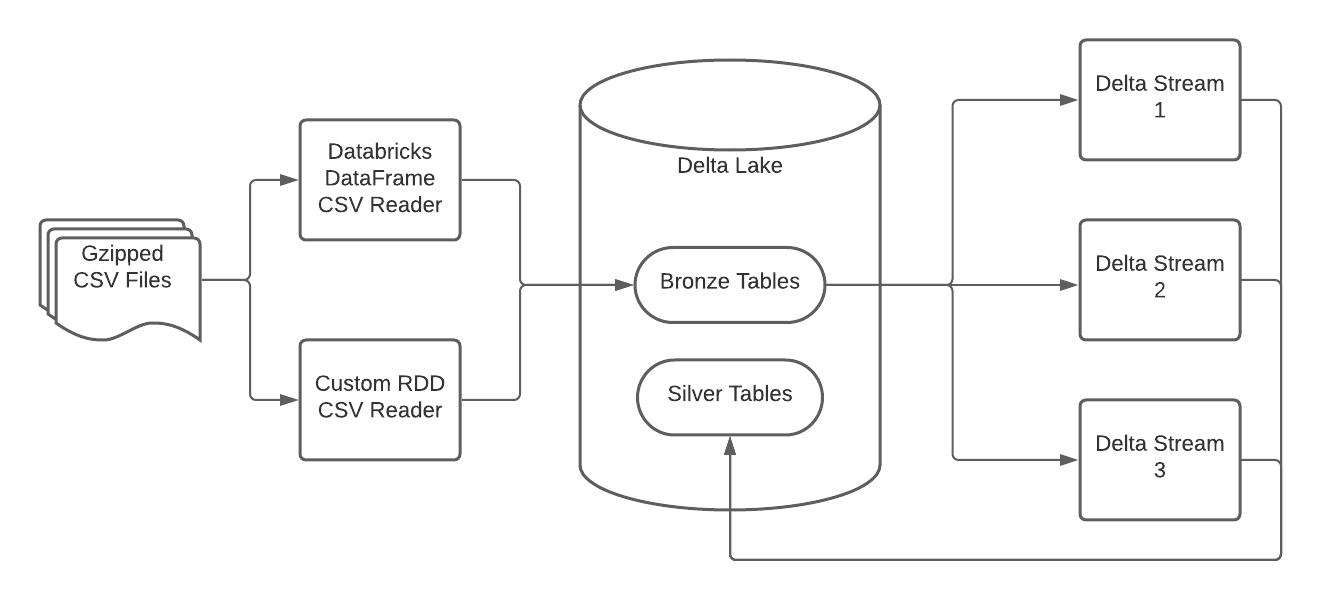 Gzipped
CSV Files
Databricks
DataFrame
CSV Reader
Custom RDD
CSV Reader
Delta Lake
Bronze Tables
Silver Tables
Delta Stream
1
Delta Stream
2
Delta Stream
3